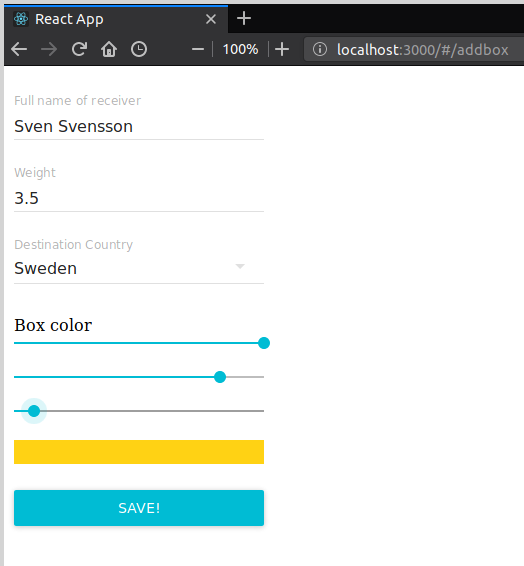 React App
100%
localhost:3000/#/addbox
Full name of receiver
Sven Svensson
Weight
3.5
Destination Country
Sweden
Box color
SAVE!